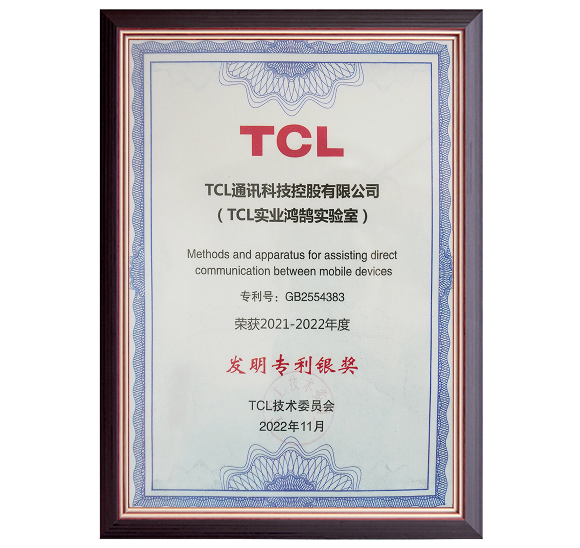 TCL
TCL通讯科技控股有限公司
（TCL实业鸿鹄实验室）
Methods and apparatus for assisting direct
communication between mobile devices
专利号：GB2554383
荣获2021-2022年度
发明专利银奖
TCL技术委员会
2022年11月